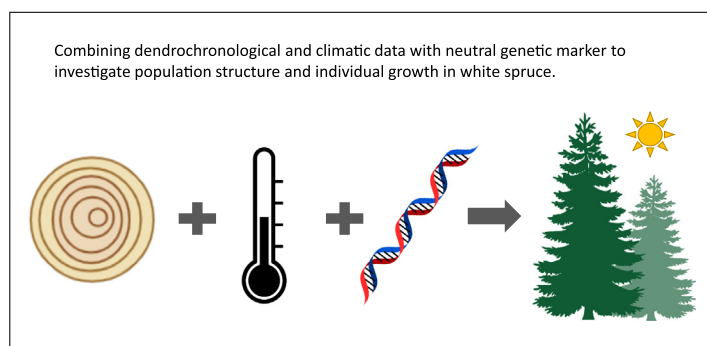 Combining dendrochronological and climatic data with neutral genetic marker to
investigate population structure and individual growth in white spruce.